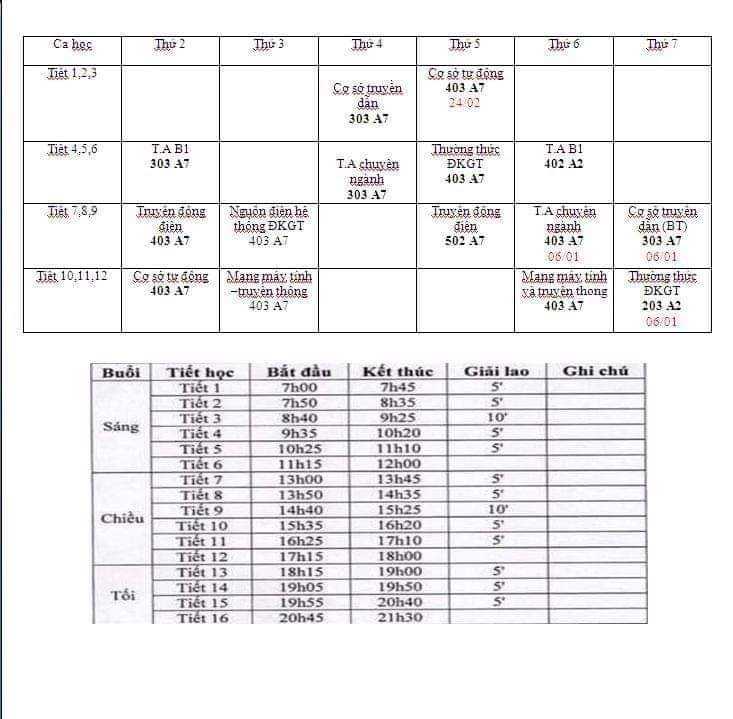 Ca học Thứ 2 Thứ 3 Thứ 4 Thứ 5 Thứ 6 Thứ 7
Tiết 1,2,3
Cơ sở truyền
dẫn
303 A7
Cơ sở tự động
403 A7
24/02
Tiết 4,5,6
T.A B1
303 A7
T.A chuyên
ngành
303 A7
Thường thức
ĐKGT
403 A7
T.A B1
402 A2
Tiết 7,8,9
Truyền động
điện
403 A7
Nguồn điện hệ
thống ĐKGT
403 A7
Truyền động
điện
502 A7
T.A chuyên
ngành
403 A7
06/01
Cơ sở truyền
dẫn (BT)
303 A7
06/01
Tiết 10,11,12
Cơ sở tự động
403 A7
Mạng máy tính
–truyền thông
403 A7
Mạng máy tính
và truyền thong
403 A7
Thường thức
ĐKGT
203 A2
06/01
Buổi Tiết học Bắt đầu Kết thúc Giải lao Ghi chú
Sáng
Tiết 1 7h00 7h45 5'
Tiết 2 7h50 8h35 5'
Tiết 3 8h40 9h25 10'
Tiết 4 9h35 10h20 5'
Tiết 5 10h25 11h10 5'
Tiết 6 11h15 12h00
Chiều
Tiết 7 13h00 13h45 5'
Tiết 8 13h50 14h35 5'
Tiết 9 14h40 15h25 10'
Tiết 10 15h35 16h20 5'
Tiết 11 16h25 17h10 5'
Tiết 12 17h15 18h00
Tối
Tiết 13 18h15 19h00 5'
Tiết 14 19h05 19h50 5'
Tiết 15 19h55 20h40 5'
Tiết 16 20h45 21h30